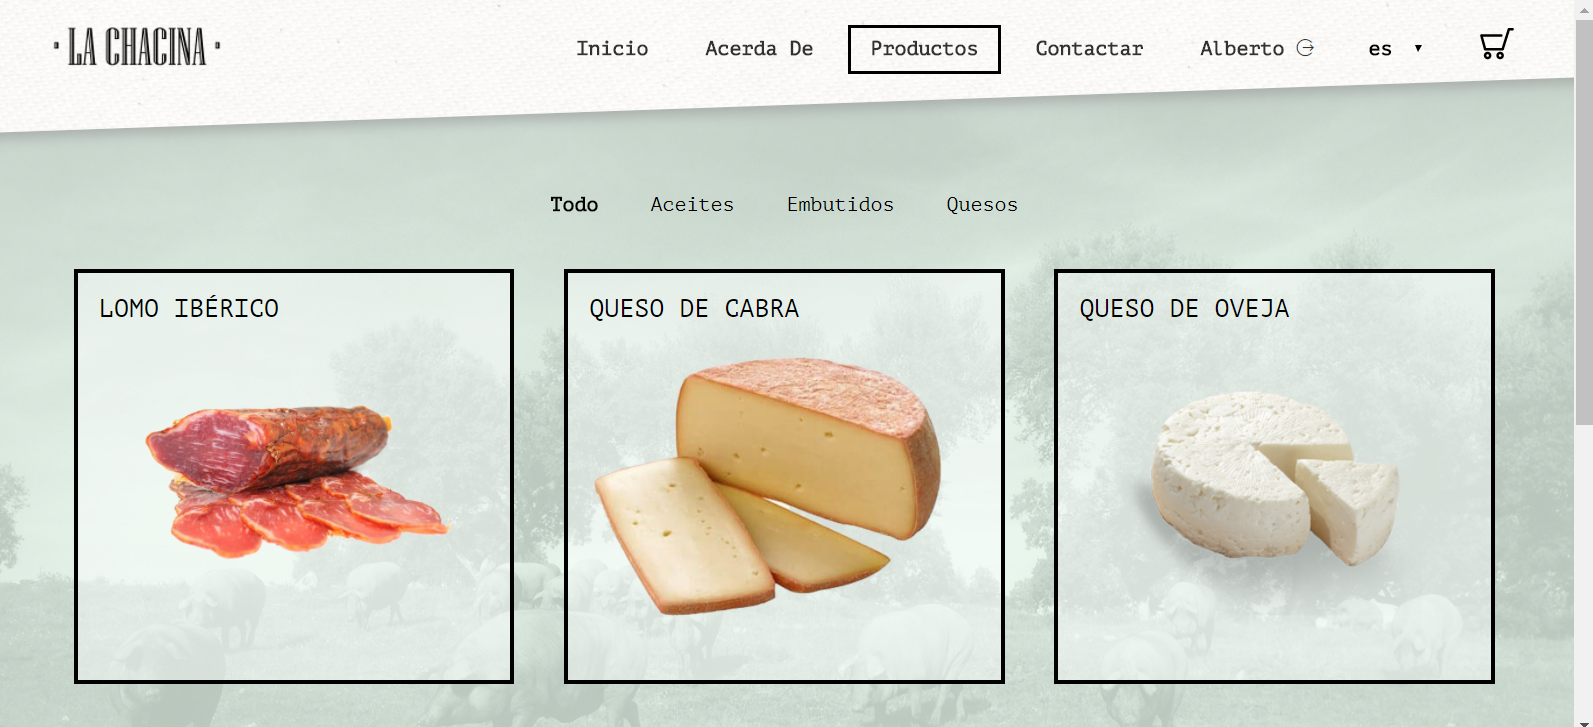 · LA CHACINA ·
Inicio Acerda De Productos Contactar Alberto es
Todo Aceites Embutidos Quesos
LOMO IBÉRICO
QUESO DE CABRA
QUESO DE OVEJA